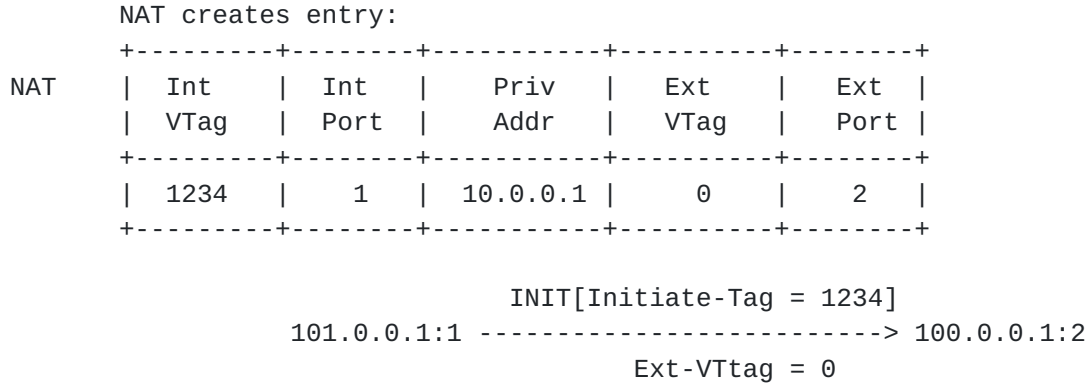 NAT creates entry:
+---------+--------+-----------+----------+--------+
NAT | Int | Int | Priv | Ext | Ext |
| VTag | Port | Addr | VTag | Port |
+---------+--------+-----------+----------+--------+
| 1234 | 1 | 10.0.0.1 | 0 | 2 |
+---------+--------+-----------+----------+--------+
INIT[Initiate-Tag = 1234]
101.0.0.1:1 --------------------------> 100.0.0.1:2
Ext-VTtag = 0